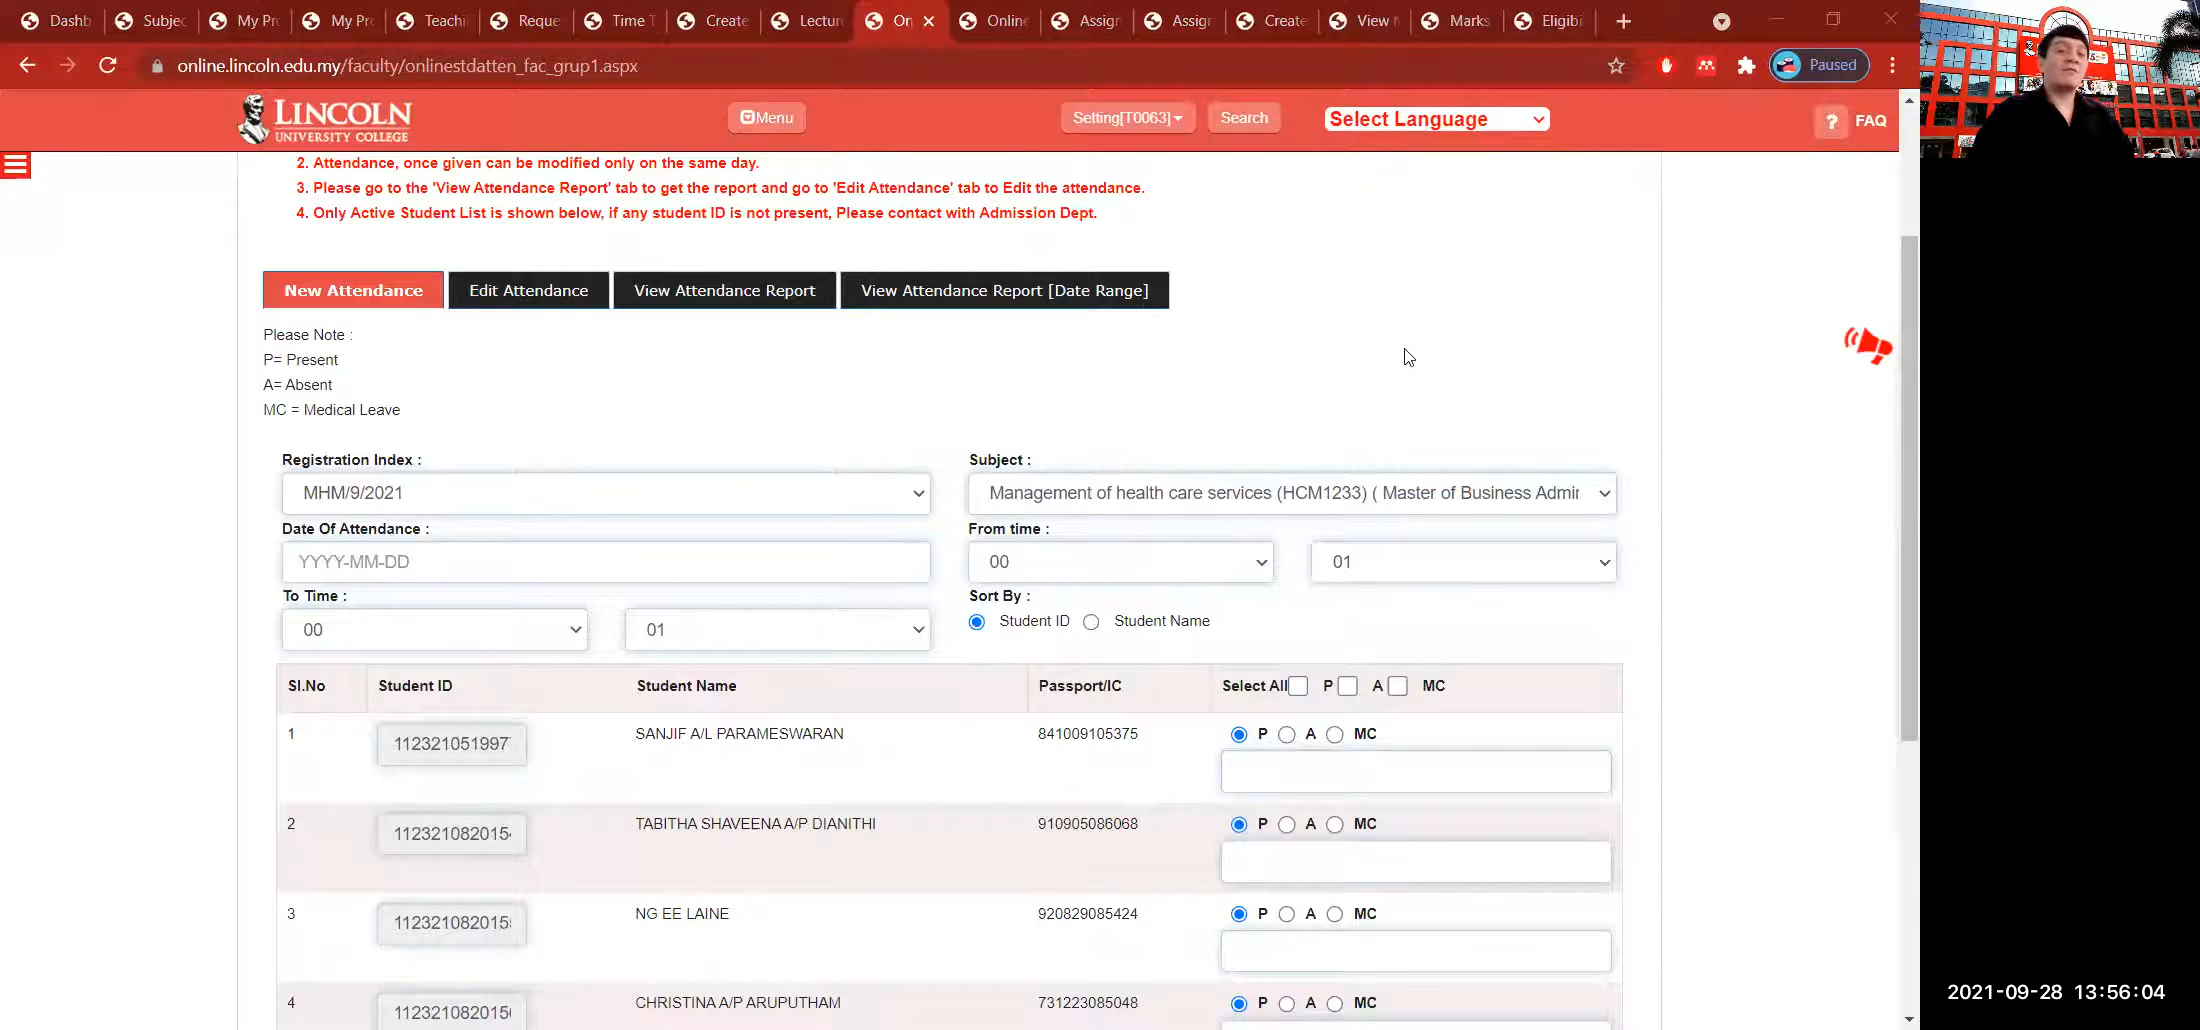 Dashb Subjec My Pro My Pro Teachi Reque Time T Create Lectur On Online Assign Assign Create View M Marks Eligibi
online.lincoln.edu.my/faculty/onlinestdatten_fac_grup1.aspx Paused
LINCOLN
UNIVERSITY COLLEGE
Menu Setting[T0063] Search Select Language ? FAQ
2. Attendance, once given can be modified only on the same day.
3. Please go to the 'View Attendance Report' tab to get the report and go to 'Edit Attendance' tab to Edit the attendance.
4. Only Active Student List is shown below, if any student ID is not present, Please contact with Admission Dept.
New Attendance Edit Attendance View Attendance Report View Attendance Report [Date Range]
Please Note :
P= Present
A= Absent
MC = Medical Leave
Registration Index : Subject :
MHM/9/2021 Management of health care services (HCM1233) ( Master of Business Admir
Date Of Attendance : From time :
YYYY-MM-DD 00 01
To Time : Sort By :
00 01 Student ID Student Name
Sl.No Student ID Student Name Passport/IC Select All P A MC
1 112321051997 SANJIF A/L PARAMESWARAN 841009105375 P A MC
2 112321082015 TABITHA SHAVEENA A/P DIANITHI 910905086068 P A MC
3 11232108201 NG EE LAINE 920829085424 P A MC
4 11232108201 CHRISTINA A/P ARUPUTHAM 731223085048 P A MC
2021-09-28 13:56:04